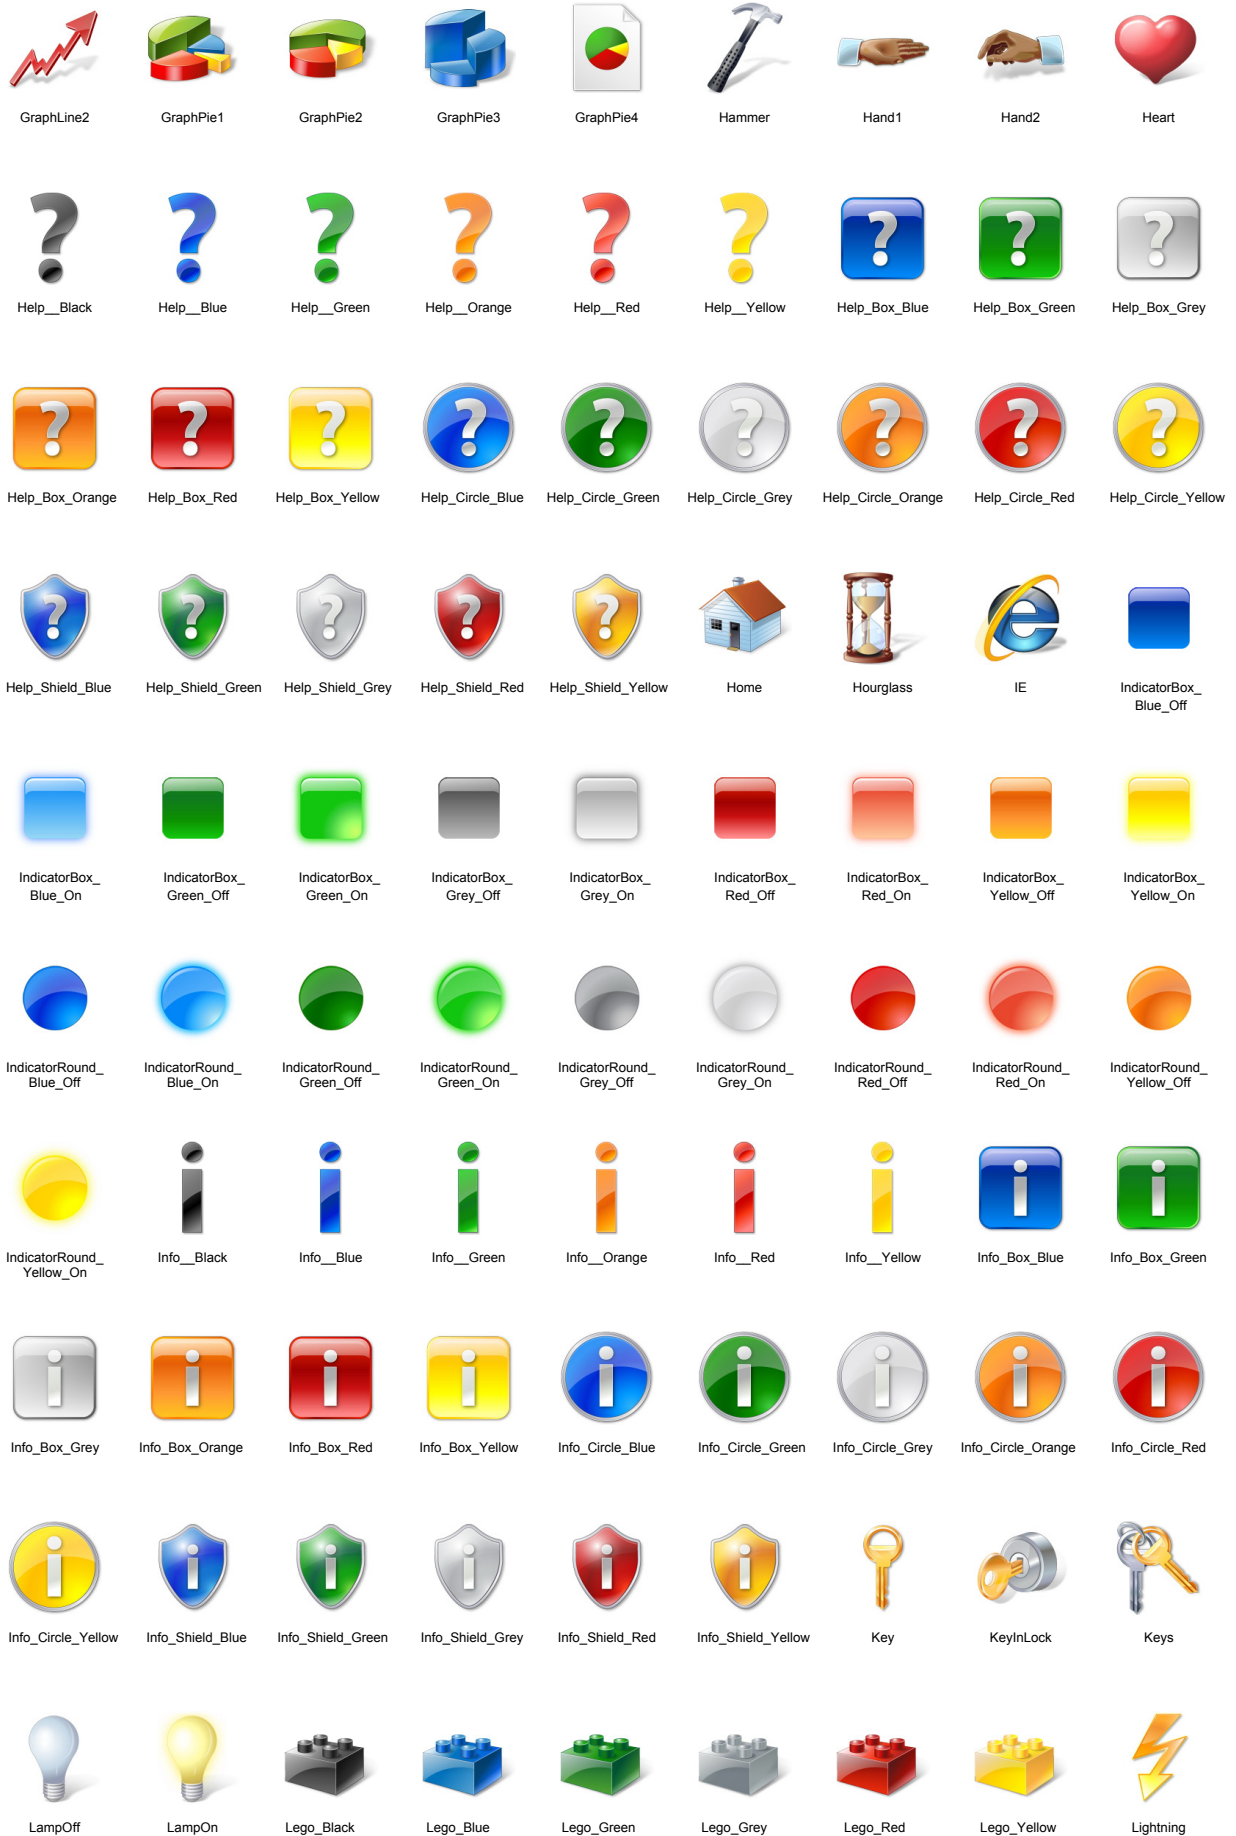 GraphLine2 GraphPie1 GraphPie2 GraphPie3 GraphPie4 Hammer Hand1 Hand2 Heart
Help__Black Help__Blue Help__Green Help__Orange Help__Red Help__Yellow Help_Box_Blue Help_Box_Green Help_Box_Grey
Help_Box_Orange Help_Box_Red Help_Box_Yellow Help_Circle_Blue Help_Circle_Green Help_Circle_Grey Help_Circle_Orange Help_Circle_Red Help_Circle_Yellow
Help_Shield_Blue Help_Shield_Green Help_Shield_Grey Help_Shield_Red Help_Shield_Yellow Home Hourglass IE IndicatorBox_
Blue_Off
IndicatorBox_ IndicatorBox_ IndicatorBox_ IndicatorBox_ IndicatorBox_ IndicatorBox_ IndicatorBox_ IndicatorBox_ IndicatorBox_
Blue_On Green_Off Green_On Grey_Off Grey_On Red_Off Red_On Yellow_Off Yellow_On
IndicatorRound_ IndicatorRound_ IndicatorRound_ IndicatorRound_ IndicatorRound_ IndicatorRound_ IndicatorRound_ IndicatorRound_ IndicatorRound_
Blue_Off Blue_On Green_Off Green_On Grey_Off Grey_On Red_Off Red_On Yellow_Off
IndicatorRound_ Info__Black Info__Blue Info__Green Info__Orange Info__Red Info__Yellow Info_Box_Blue Info_Box_Green
Yellow_On
Info_Box_Grey Info_Box_Orange Info_Box_Red Info_Box_Yellow Info_Circle_Blue Info_Circle_Green Info_Circle_Grey Info_Circle_Orange Info_Circle_Red
Info_Circle_Yellow Info_Shield_Blue Info_Shield_Green Info_Shield_Grey Info_Shield_Red Info_Shield_Yellow Key KeyInLock Keys
LampOff LampOn Lego_Black Lego_Blue Lego_Green Lego_Grey Lego_Red Lego_Yellow Lightning